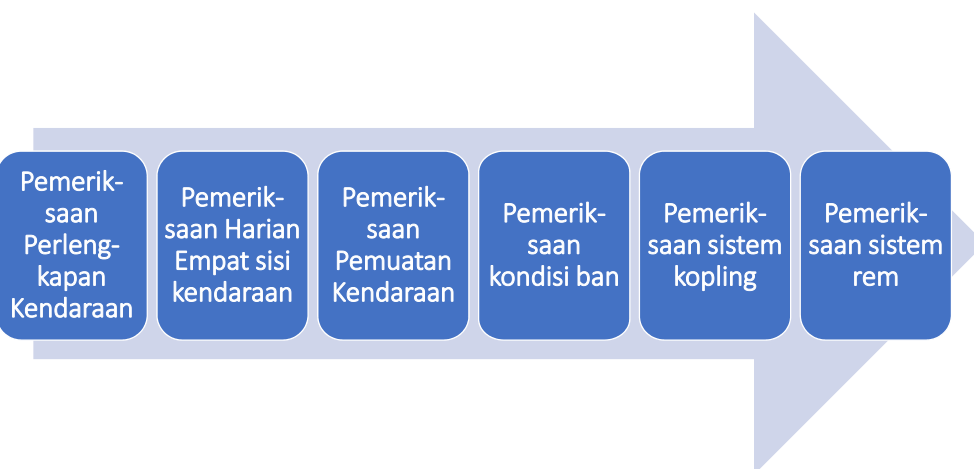 Pemerik-
saan
Perleng-
kapan
Kendaraan
Pemerik-
saan Harian
Empat sisi
kendaraan
Pemerik-
saan
Pemuatan
Kendaraan
Pemerik-
saan
kondisi ban
Pemerik-
saan sistem
kopling
Pemerik-
saan sistem
rem